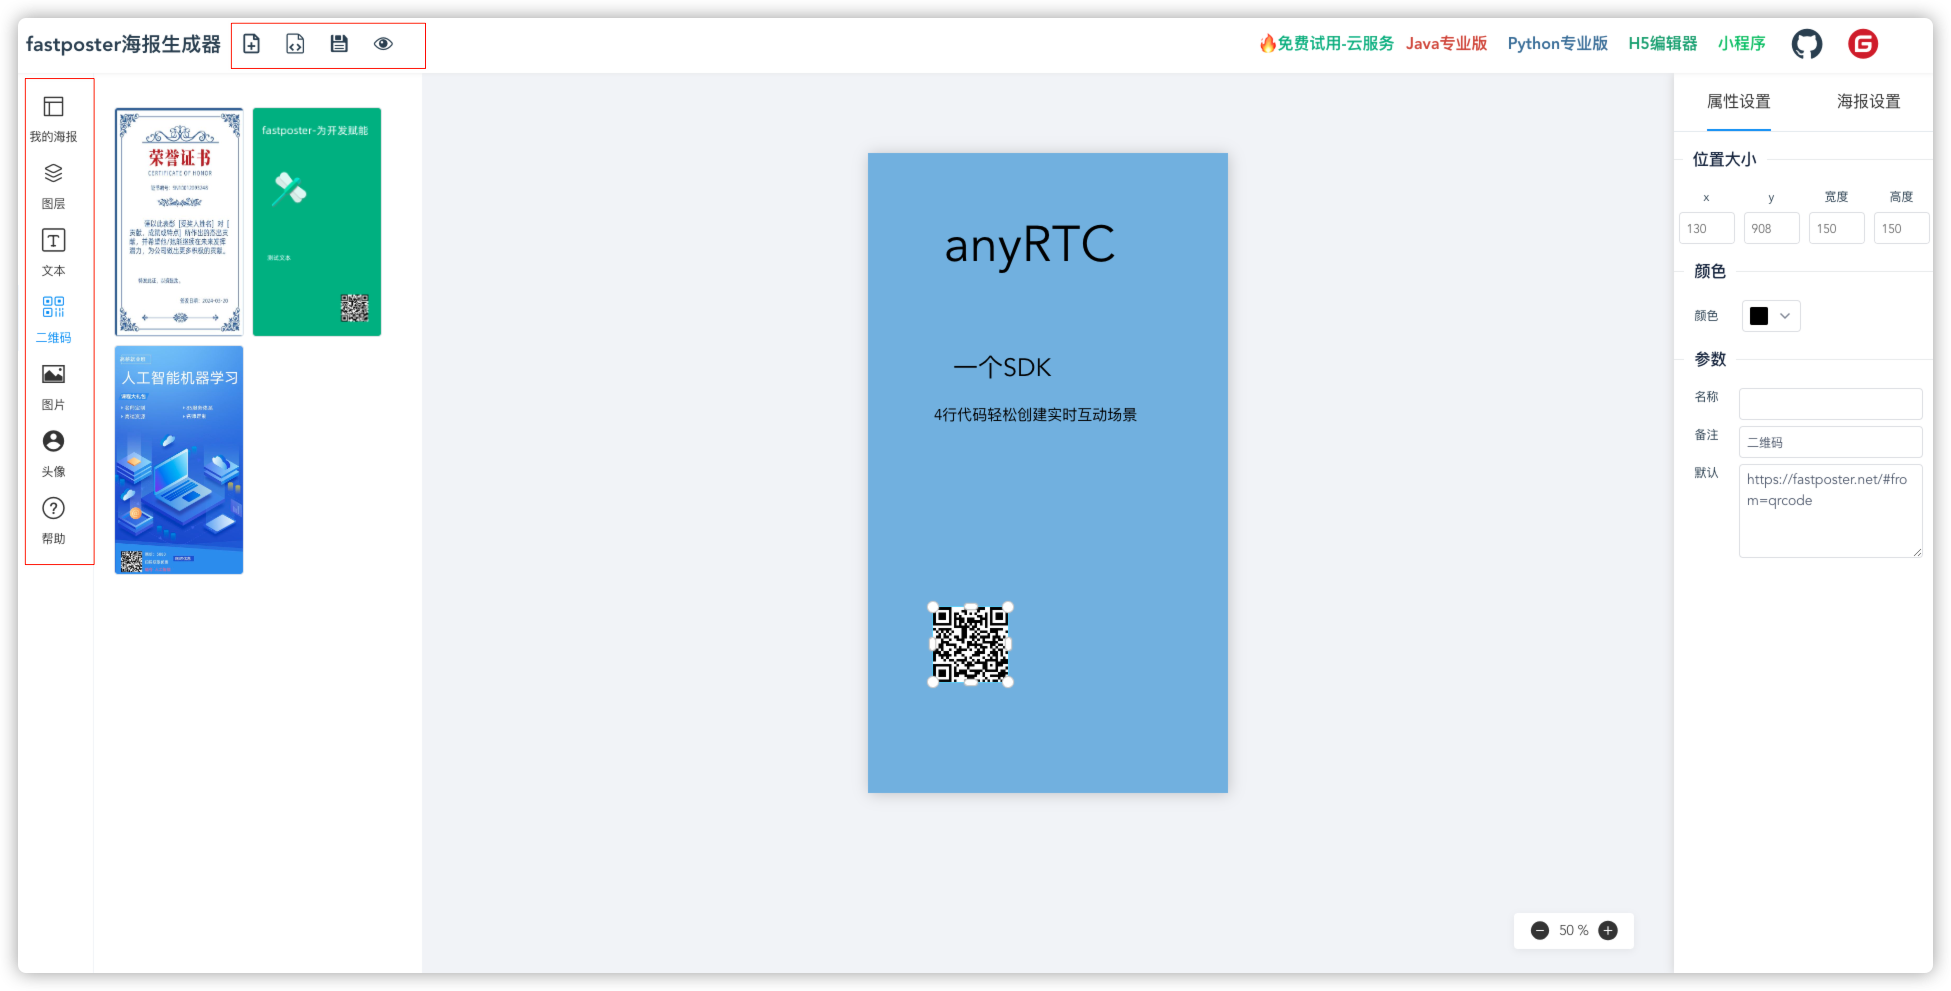 fastposter海报生成器
免费试用-云服务
Java专业版
Python专业版
H5编辑器
小程序
我的海报
图层
文本
二维码
图片
头像
帮助
荣誉证书
CERTIFICATE OF HONOR
fastposter-为开发赋能
测试文本
人工智能机器学习
anyRTC
一个SDK
4行代码轻松创建实时互动场景
50 %
属性设置
海报设置
位置大小
x
y
宽度
高度
130
908
150
150
颜色
颜色
参数
名称
备注
二维码
默认
https://fastposter.net/#fro
m=qrcode